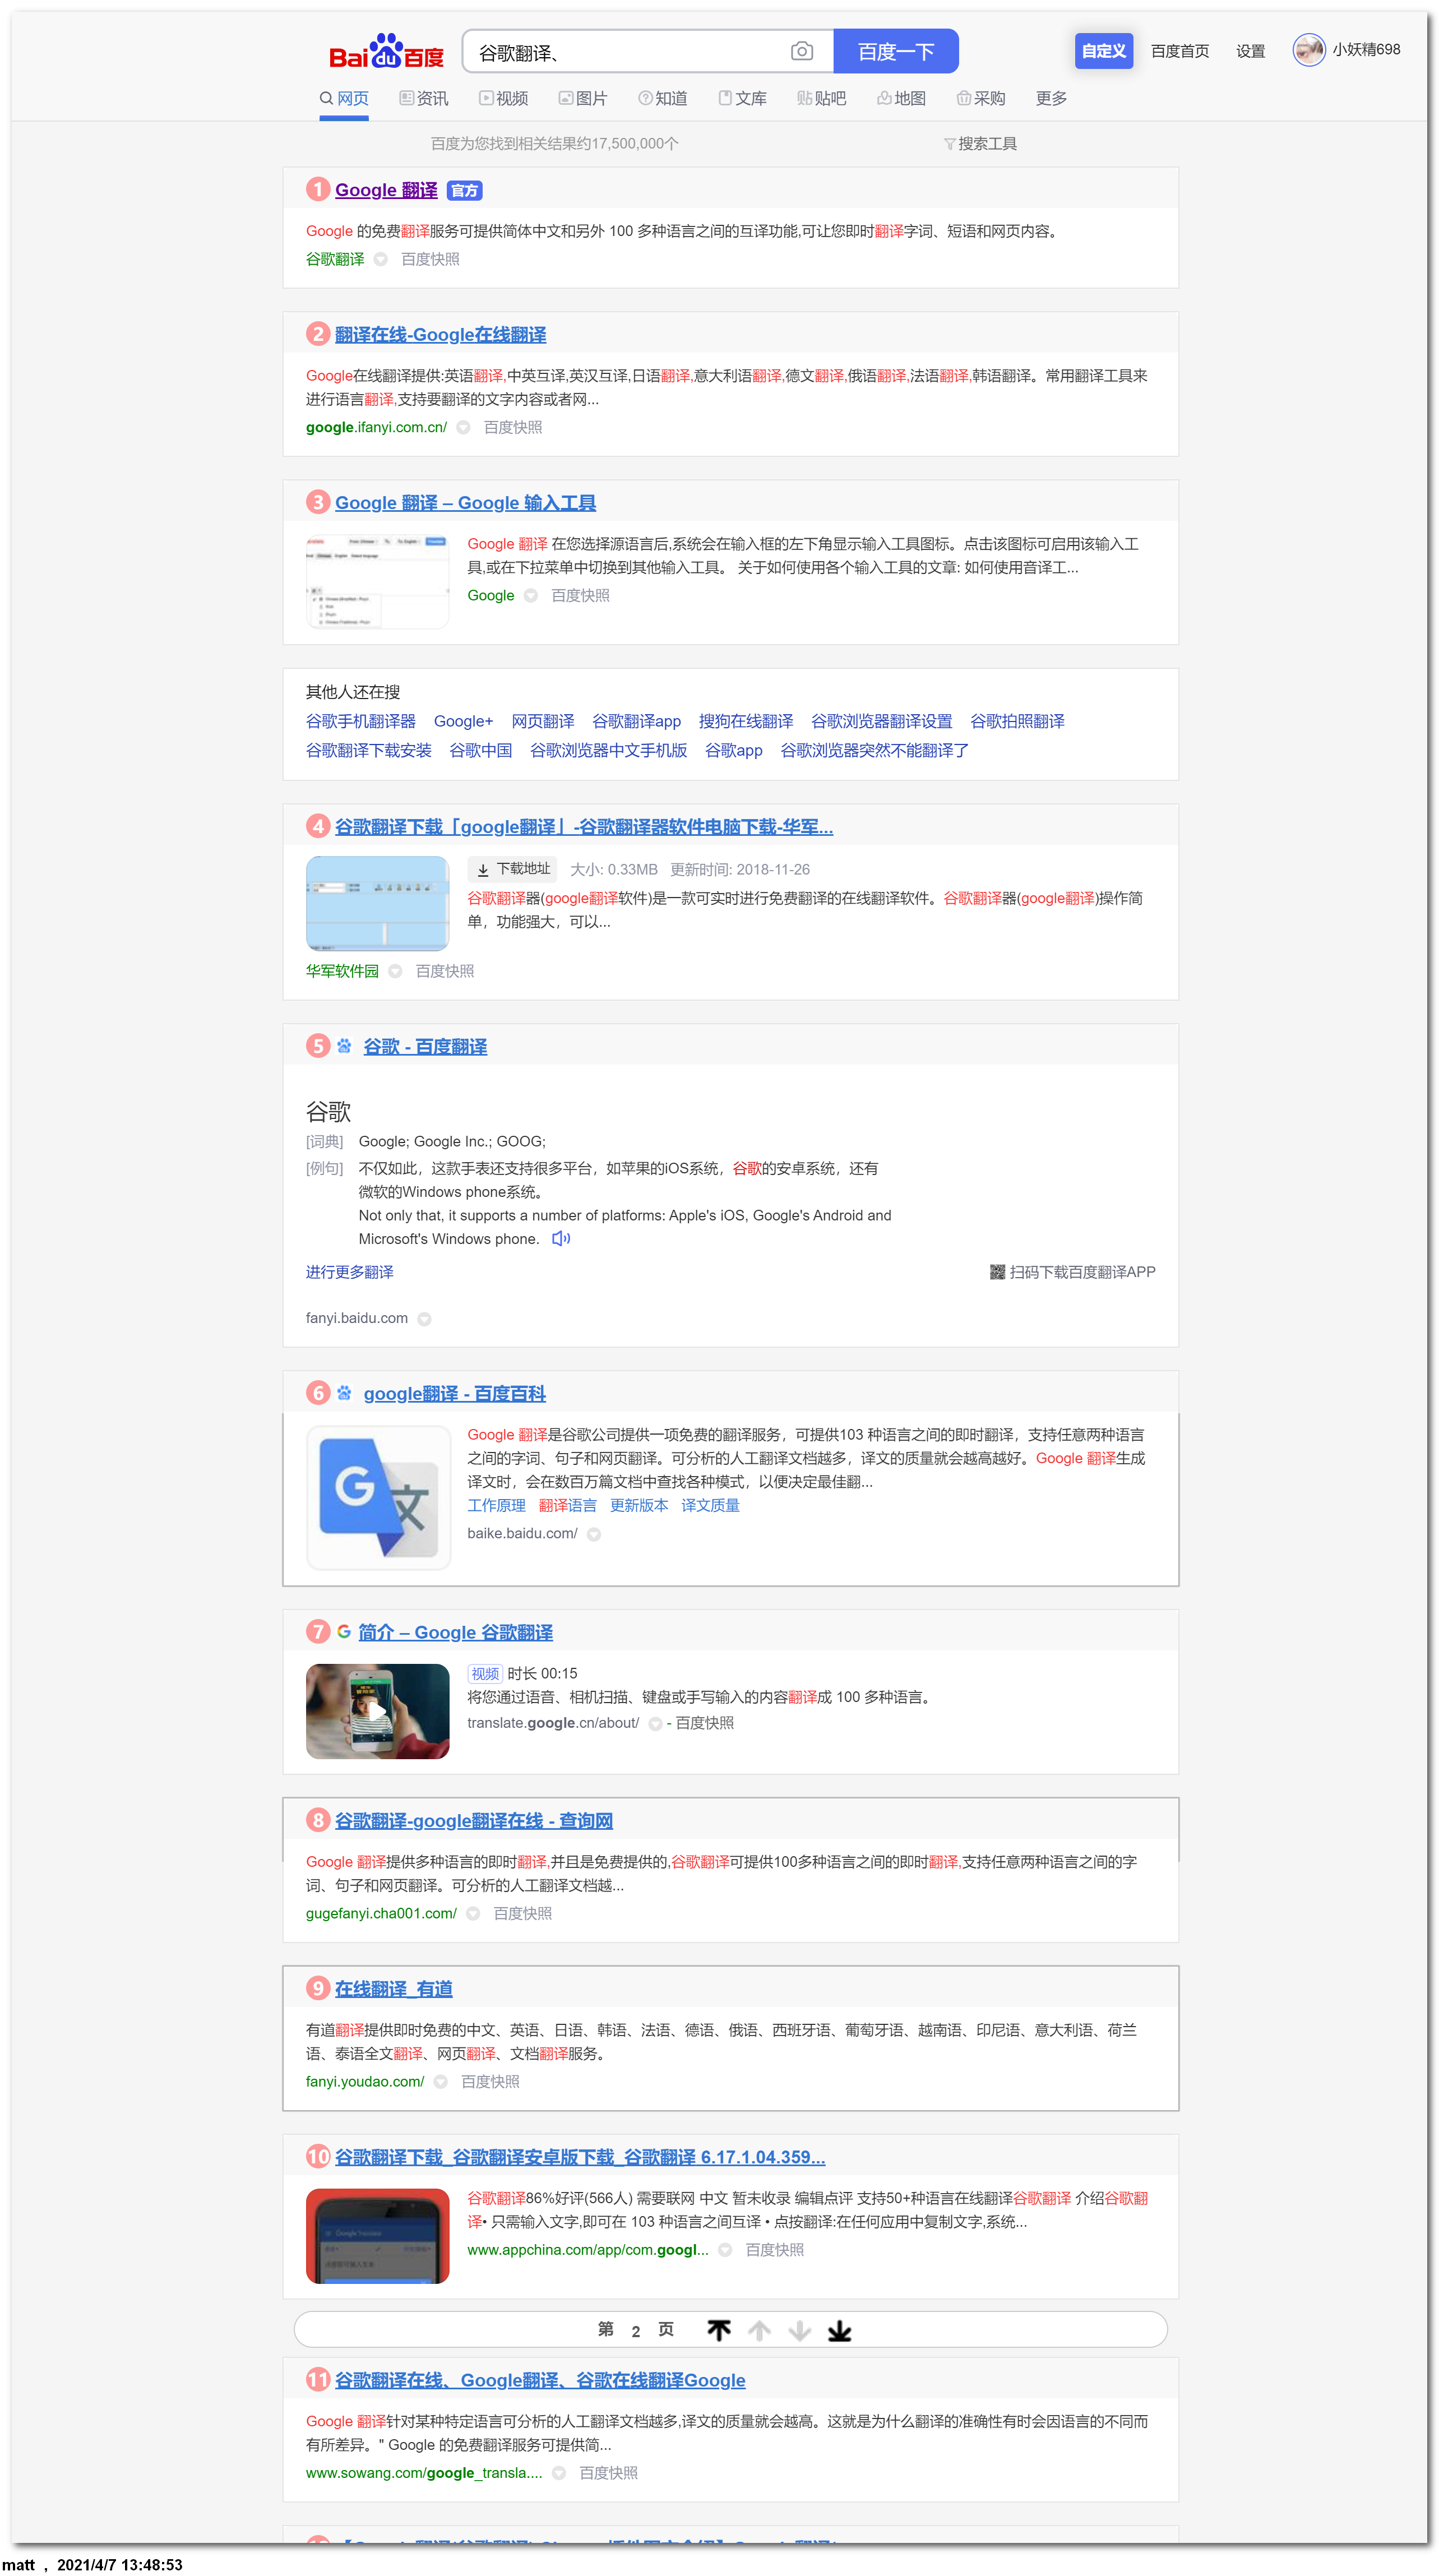 Bai du 百度
谷歌翻译、
百度一下
自定义 百度首页 设置 小妖精698
网页 资讯 视频 图片 知道 文库 贴吧 地图 采购 更多
百度为您找到相关结果约17,500,000个 搜索工具
1 Google 翻译 官方
Google 的免费翻译服务可提供简体中文和另外 100 多种语言之间的互译功能,可让您即时翻译字词、短语和网页内容。
谷歌翻译 百度快照
2 翻译在线-Google在线翻译
Google在线翻译提供:英语翻译,中英互译,英汉互译,日语翻译,意大利语翻译,德文翻译,俄语翻译,法语翻译,韩语翻译。常用翻译工具来
进行语言翻译,支持要翻译的文字内容或者网...
google.ifanyi.com.cn/ 百度快照
3 Google 翻译 – Google 输入工具
Google 翻译 在您选择源语言后,系统会在输入框的左下角显示输入工具图标。点击该图标可启用该输入工
具,或在下拉菜单中切换到其他输入工具。 关于如何使用各个输入工具的文章: 如何使用音译工...
Google 百度快照
其他人还在搜
谷歌手机翻译器 Google+ 网页翻译 谷歌翻译app 搜狗在线翻译 谷歌浏览器翻译设置 谷歌拍照翻译
谷歌翻译下载安装 谷歌中国 谷歌浏览器中文手机版 谷歌app 谷歌浏览器突然不能翻译了
4 谷歌翻译下载「google翻译」-谷歌翻译器软件电脑下载-华军...
下载地址 大小: 0.33MB 更新时间: 2018-11-26
谷歌翻译器(google翻译软件)是一款可实时进行免费翻译的在线翻译软件。谷歌翻译器(google翻译)操作简
单，功能强大，可以...
华军软件园 百度快照
5 谷歌 - 百度翻译
谷歌
[词典] Google; Google Inc.; GOOG;
[例句] 不仅如此，这款手表还支持很多平台，如苹果的iOS系统，谷歌的安卓系统，还有
微软的Windows phone系统。
Not only that, it supports a number of platforms: Apple's iOS, Google's Android and
Microsoft's Windows phone.
进行更多翻译 扫码下载百度翻译APP
fanyi.baidu.com
6 google翻译 - 百度百科
Google 翻译是谷歌公司提供一项免费的翻译服务，可提供103 种语言之间的即时翻译，支持任意两种语言
之间的字词、句子和网页翻译。可分析的人工翻译文档越多，译文的质量就会越高越好。Google 翻译生成
译文时，会在数百万篇文档中查找各种模式，以便决定最佳翻...
工作原理 翻译语言 更新版本 译文质量
baike.baidu.com/
7 简介 – Google 谷歌翻译
视频 时长 00:15
将您通过语音、相机扫描、键盘或手写输入的内容翻译成 100 多种语言。
translate.google.cn/about/ - 百度快照
8 谷歌翻译-google翻译在线 - 查询网
Google 翻译提供多种语言的即时翻译,并且是免费提供的,谷歌翻译可提供100多种语言之间的即时翻译,支持任意两种语言之间的字
词、句子和网页翻译。可分析的人工翻译文档越...
gugefanyi.cha001.com/ 百度快照
9 在线翻译_有道
有道翻译提供即时免费的中文、英语、日语、韩语、法语、德语、俄语、西班牙语、葡萄牙语、越南语、印尼语、意大利语、荷兰
语、泰语全文翻译、网页翻译、文档翻译服务。
fanyi.youdao.com/ 百度快照
10 谷歌翻译下载_谷歌翻译安卓版下载_谷歌翻译 6.17.1.04.359...
谷歌翻译86%好评(566人) 需要联网 中文 暂未收录 编辑点评 支持50+种语言在线翻译谷歌翻译 介绍谷歌翻
译• 只需输入文字,即可在 103 种语言之间互译 • 点按翻译:在任何应用中复制文字,系统...
www.appchina.com/app/com.googl... 百度快照
第 2 页
11 谷歌翻译在线、Google翻译、谷歌在线翻译Google
Google 翻译针对某种特定语言可分析的人工翻译文档越多,译文的质量就会越高。这就是为什么翻译的准确性有时会因语言的不同而
有所差异。" Google 的免费翻译服务可提供简...
www.sowang.com/google_transla.... 百度快照
matt , 2021/4/7 13:48:53